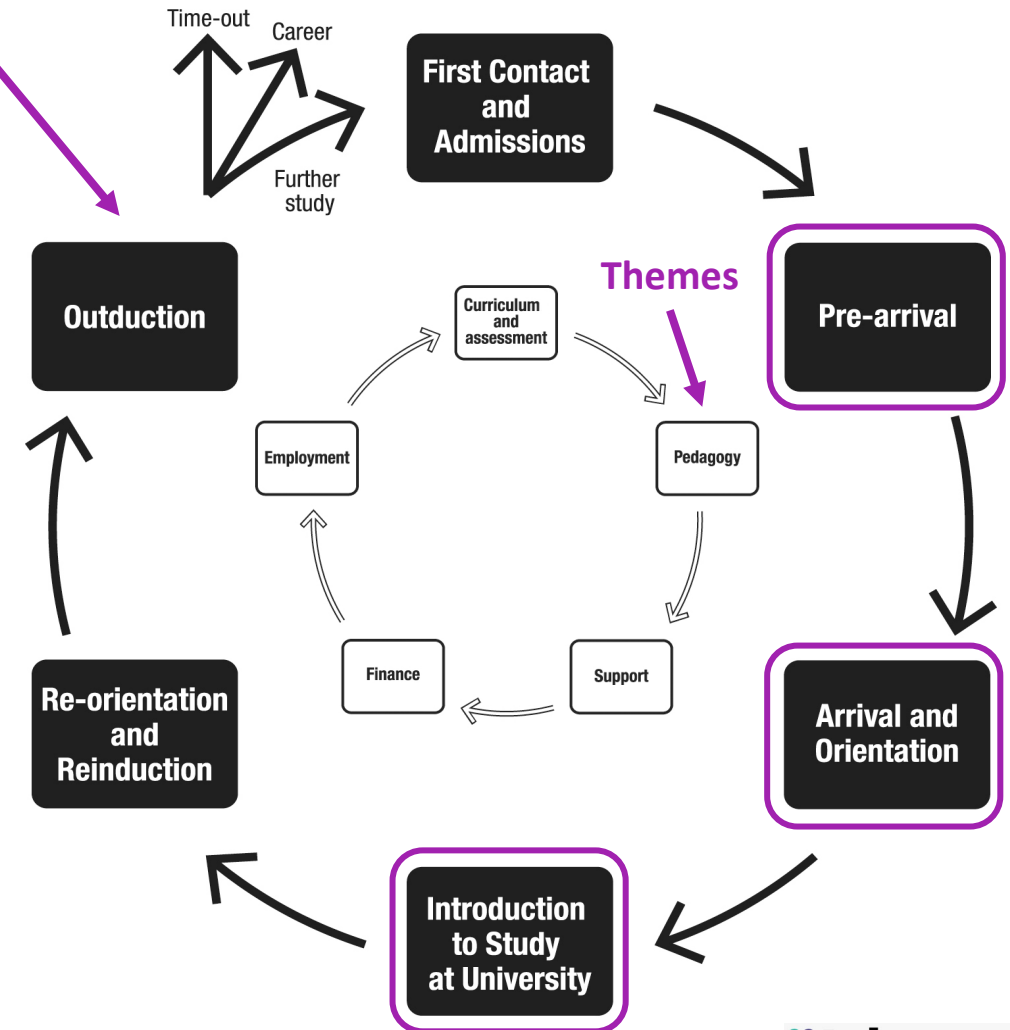 Time-out
Career
Further
study
First Contact
and
Admissions
Outduction
Themes
Pre-arrival
Curriculum
and
assessment
Employment
Pedagogy
Finance
Support
Re-orientation
and
Reinduction
Arrival and
Orientation
Introduction
to Study
at University